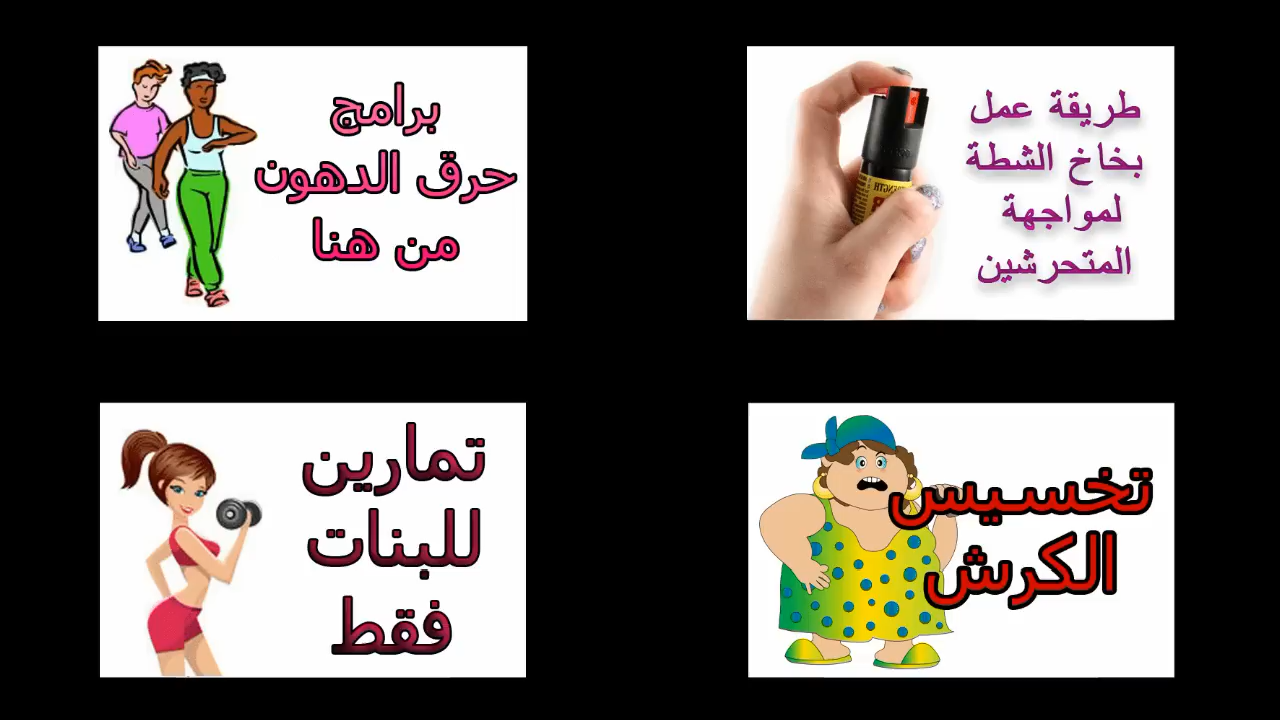 برامج
حرق الدهون
من هنا
طريقة عمل
بخاخ الشطة
لمواجهة
المتحرشين
تمارين
للبنات
فقط
تخسيس
الكرش